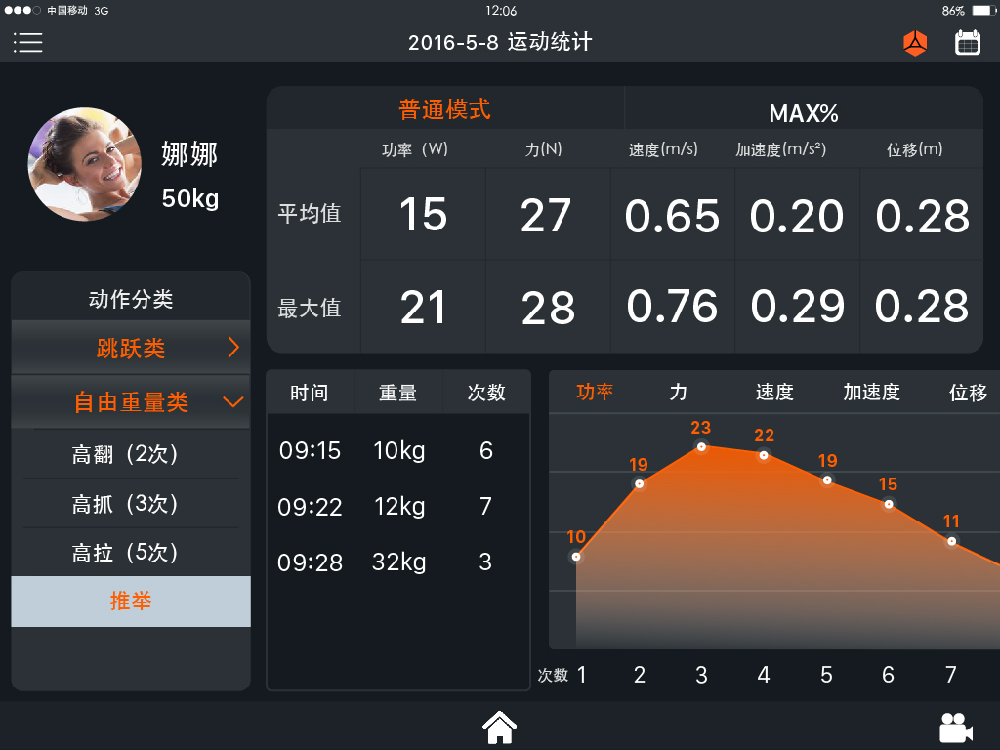 中国移动 3G 12:06 86%
2016-5-8 运动统计
娜娜
50kg
普通模式 MAX%
功率（W） 力(N) 速度(m/s) 加速度(m/s²) 位移(m)
平均值 15 27 0.65 0.20 0.28
最大值 21 28 0.76 0.29 0.28
动作分类
跳跃类
自由重量类
高翻（2次）
高抓（3次）
高拉（5次）
推举
时间 重量 次数
09:15 10kg 6
09:22 12kg 7
09:28 32kg 3
功率 力 速度 加速度 位移
10 19 23 22 19 15 11
次数 1 2 3 4 5 6 7